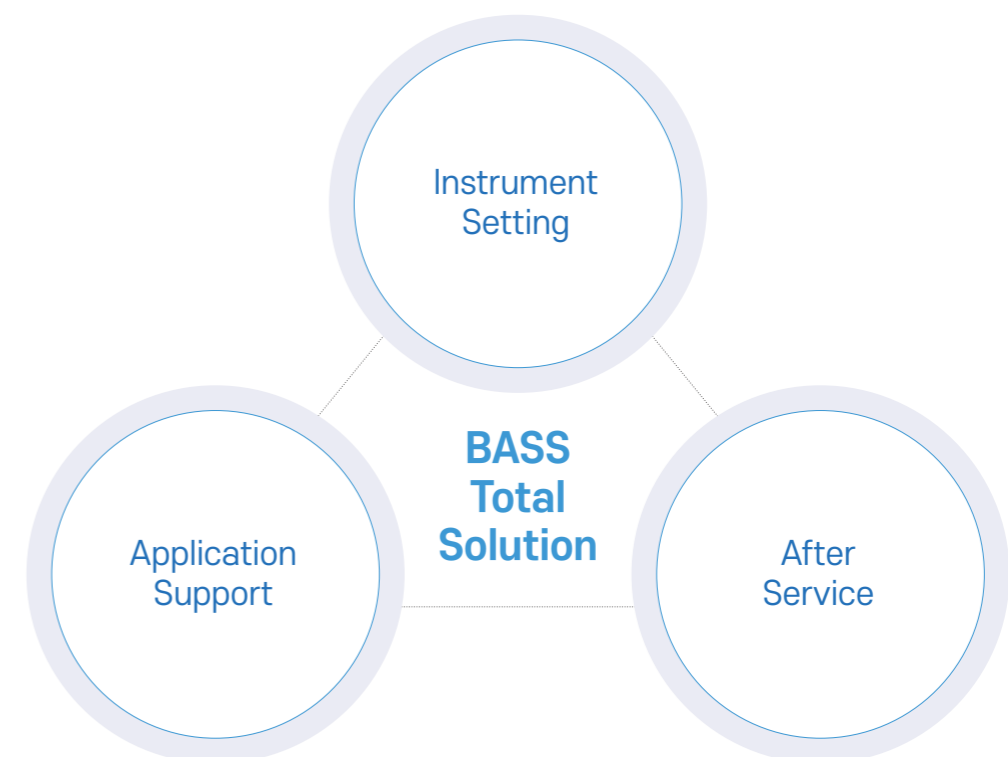 Instrument
Setting
BASS
Total
Solution
Application
Support
After
Service